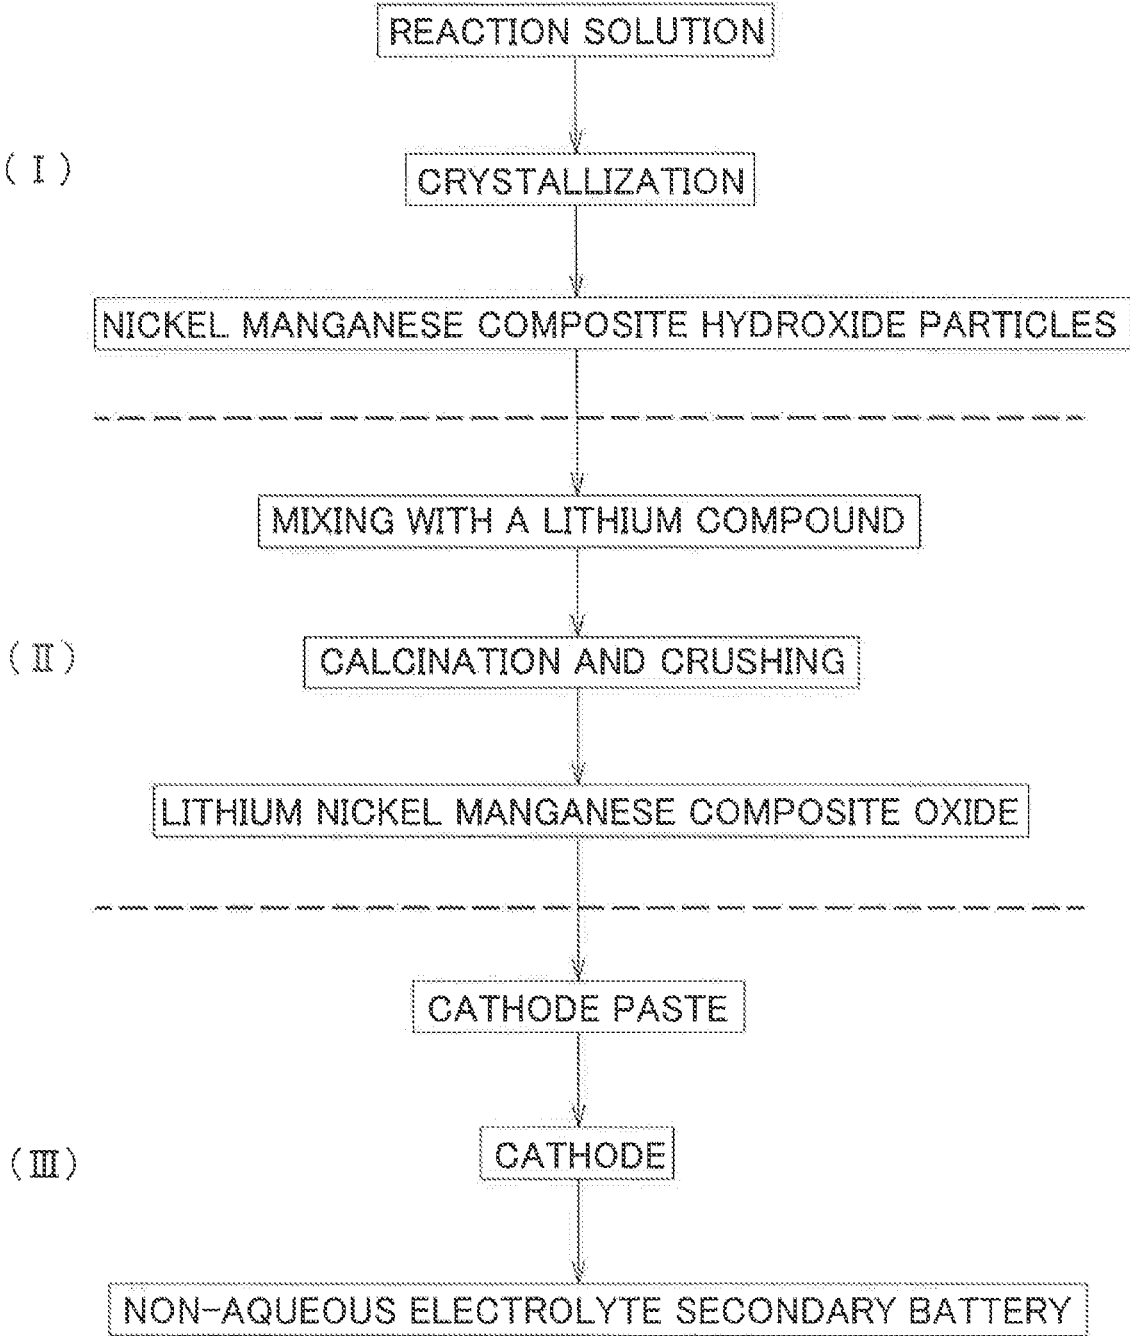 REACTION SOLUTION
(I)
CRYSTALLIZATION
NICKEL MANGANESE COMPOSITE HYDROXIDE PARTICLES
MIXING WITH A LITHIUM COMPOUND
(II)
CALCINATION AND CRUSHING
LITHIUM NICKEL MANGANESE COMPOSITE OXIDE
CATHODE PASTE
(III)
CATHODE
NON-AQUEOUS ELECTROLYTE SECONDARY BATTERY